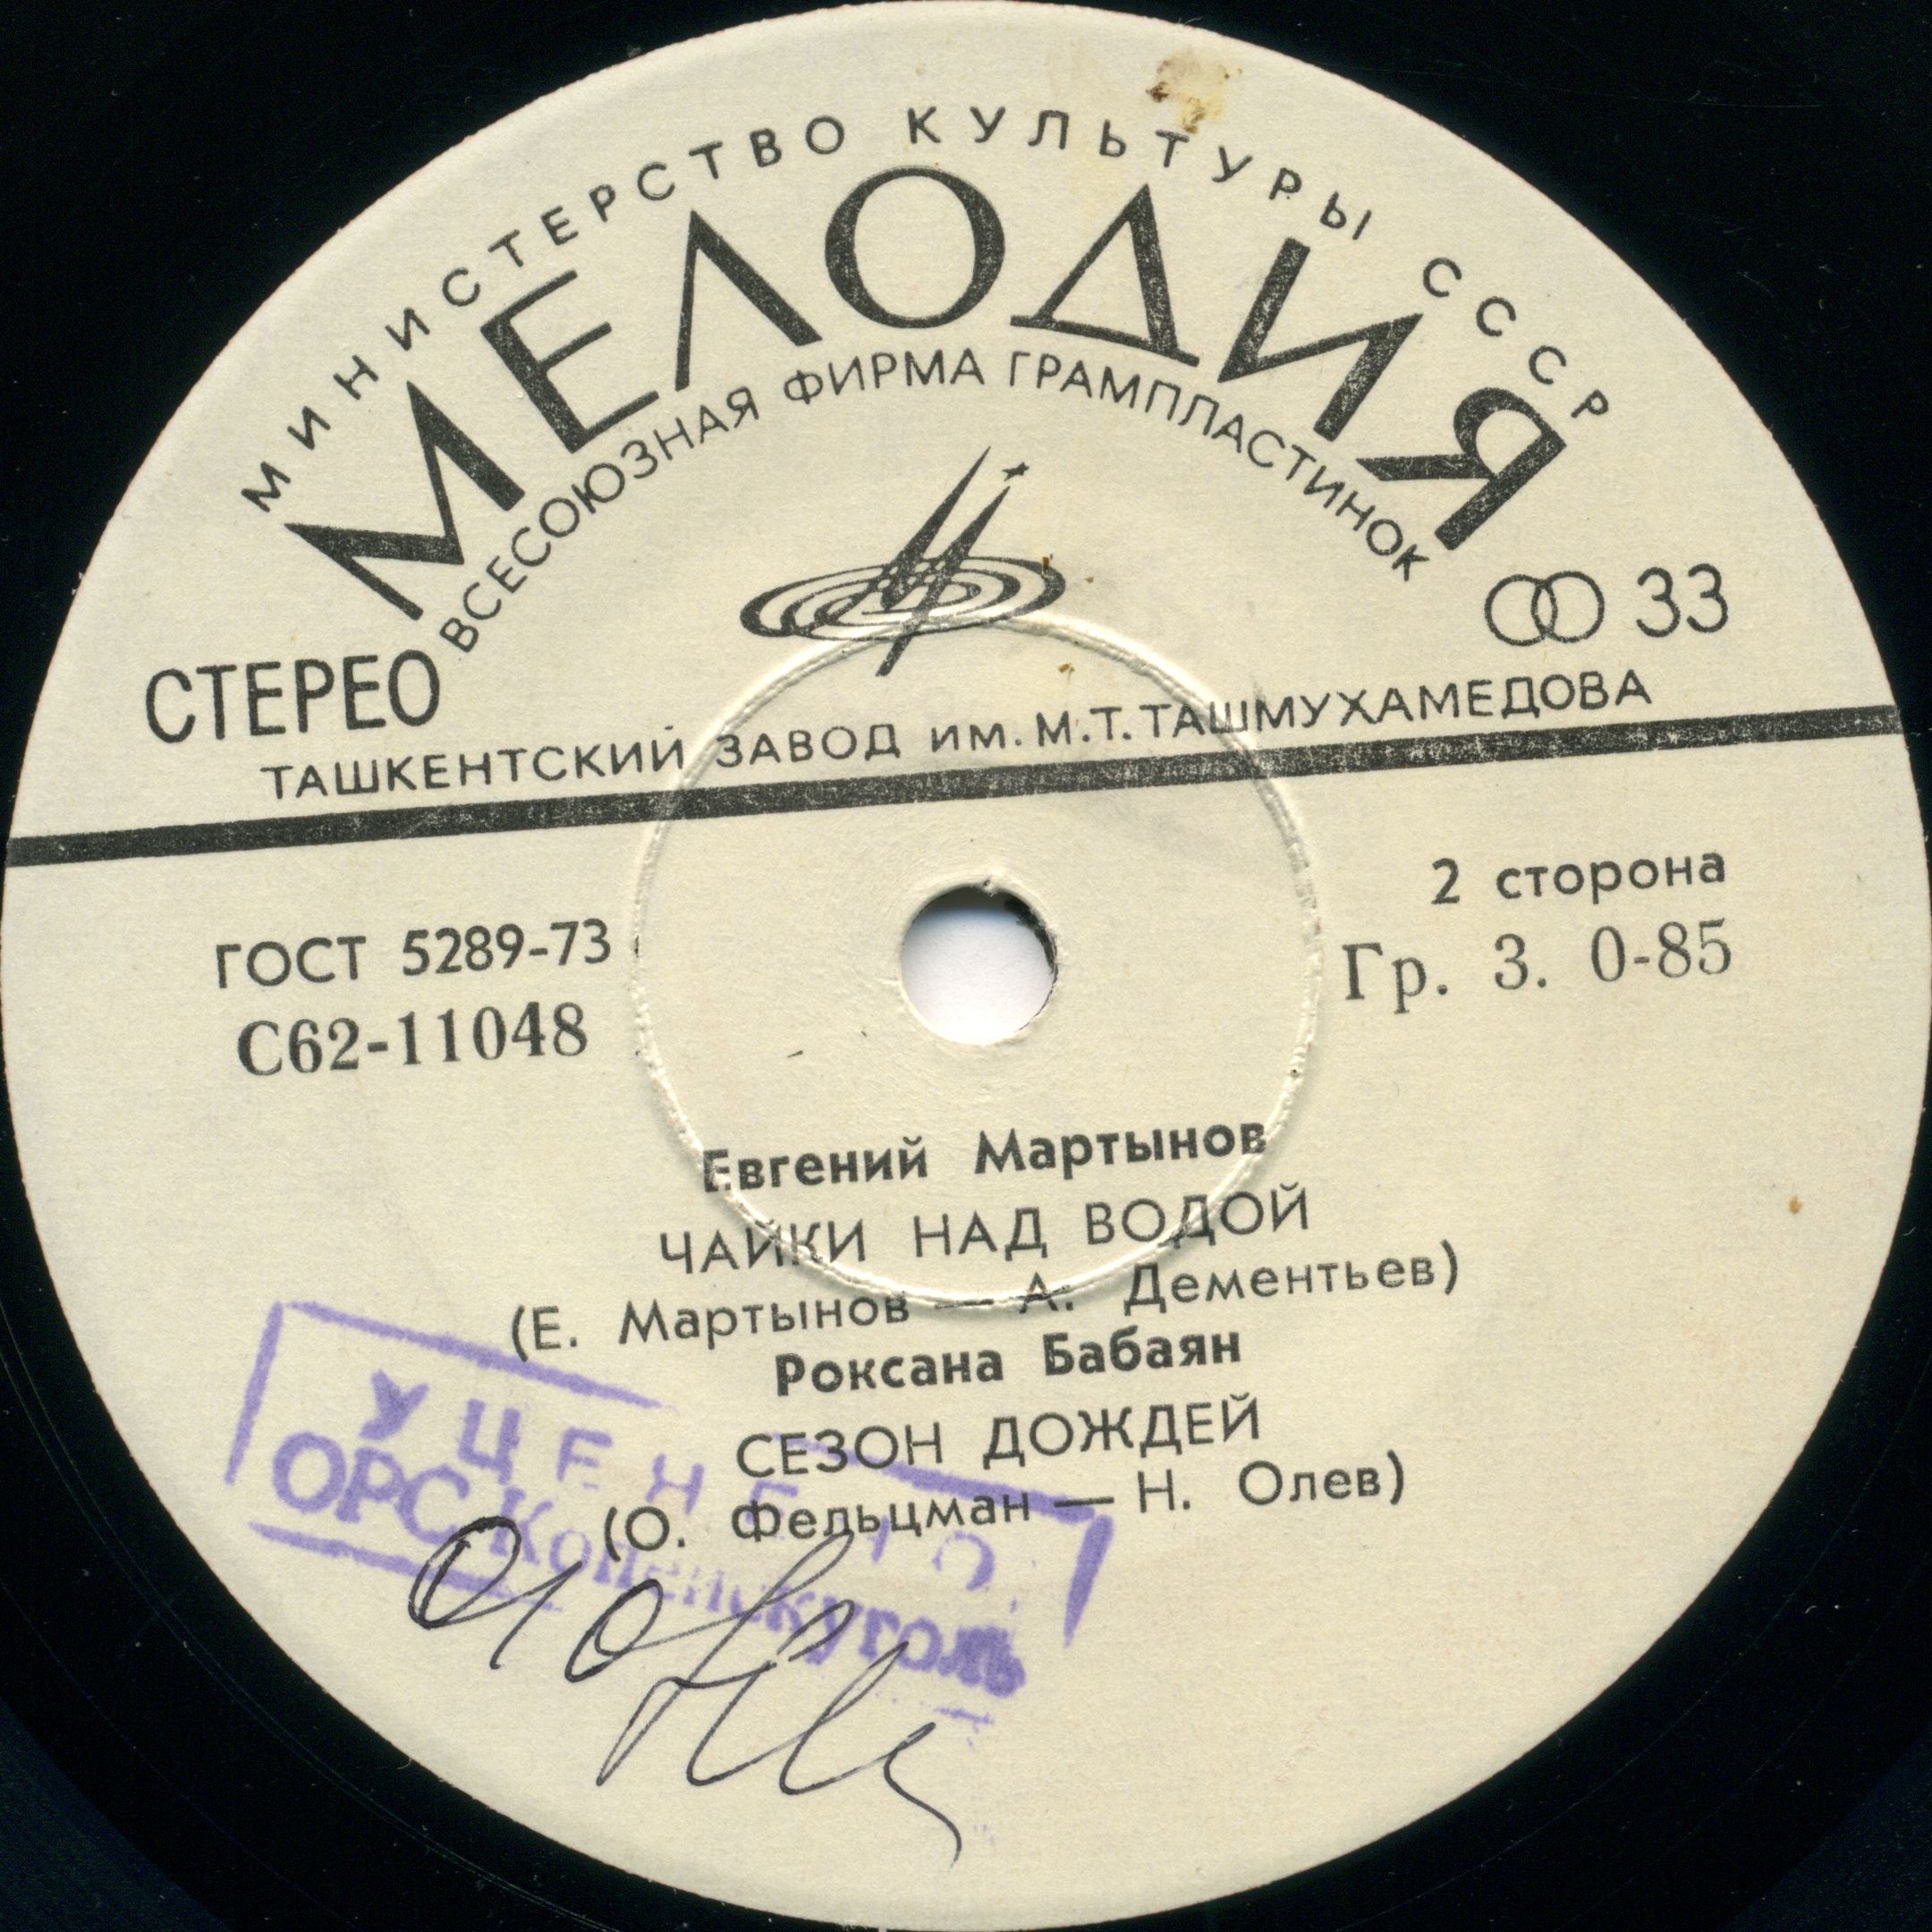 МИНИСТЕРСТВО КУЛЬТУРЫ СССР
МЕЛОДИЯ
ВСЕСОЮЗНАЯ ФИРМА ГРАМПЛАСТИНОК
СТЕРЕО
33
ТАШКЕНТСКИЙ ЗАВОД ИМ. М.Т. ТАШМУХАМЕДОВА
ГОСТ 5289-73
С62-11048
2 сторона
Гр. 3. 0-85
Евгений Мартынов
ЧАЙКИ НАД ВОДОЙ
(Е. Мартынов — А. Дементьев)
Роксана Бабаян
СЕЗОН ДОЖДЕЙ
(О. Фельцман — Н. Олев)
УЦЕНЕНО
ОРС Копейскуголь